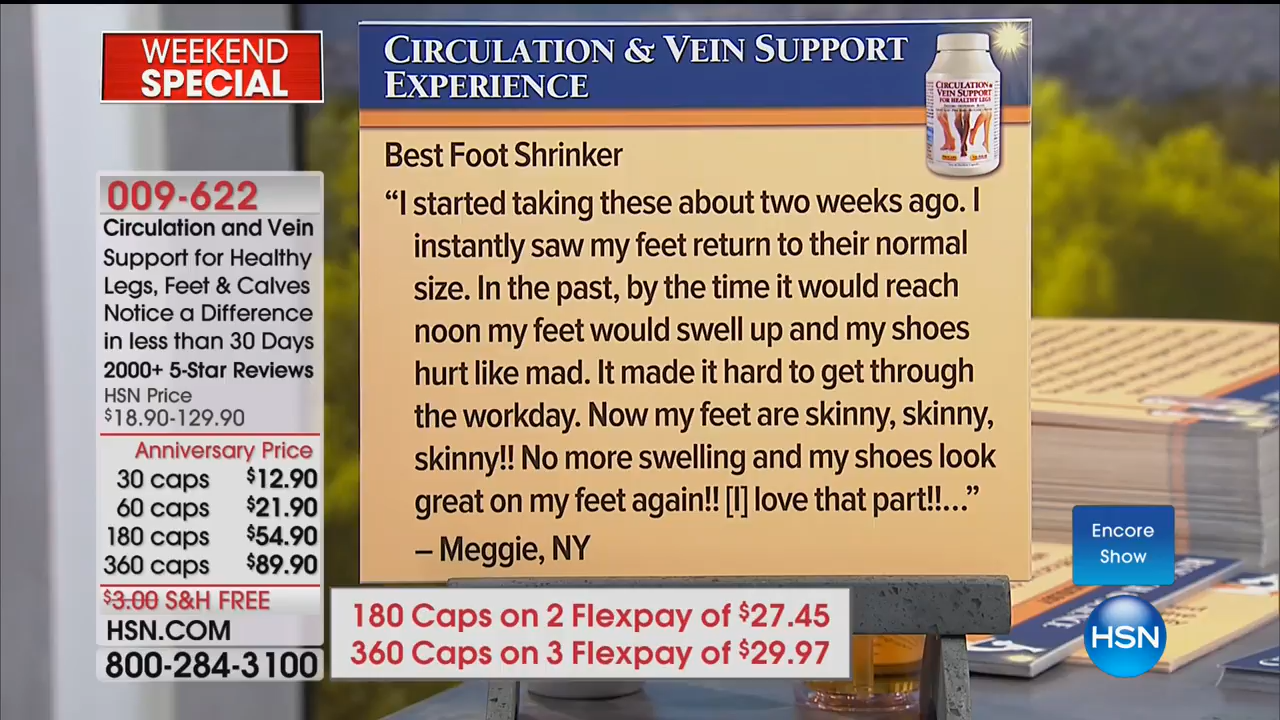 WEEKEND
SPECIAL
009-622
Circulation and Vein
Support for Healthy
Legs, Feet & Calves
Notice a Difference
in less than 30 Days
2000+ 5-Star Reviews
HSN Price
$18.90-129.90
Anniversary Price
30 caps $12.90
60 caps $21.90
180 caps $54.90
360 caps $89.90
$3.00 S&H FREE
HSN.COM
800-284-3100
CIRCULATION & VEIN SUPPORT
EXPERIENCE
CIRCULATION &
VEIN SUPPORT
FOR HEALTHY LEGS
Best Foot Shrinker
“I started taking these about two weeks ago. I
instantly saw my feet return to their normal
size. In the past, by the time it would reach
noon my feet would swell up and my shoes
hurt like mad. It made it hard to get through
the workday. Now my feet are skinny, skinny,
skinny!! No more swelling and my shoes look
great on my feet again!! [I] love that part!!...”
– Meggie, NY
180 Caps on 2 Flexpay of $27.45
360 Caps on 3 Flexpay of $29.97
Encore
Show
HSN